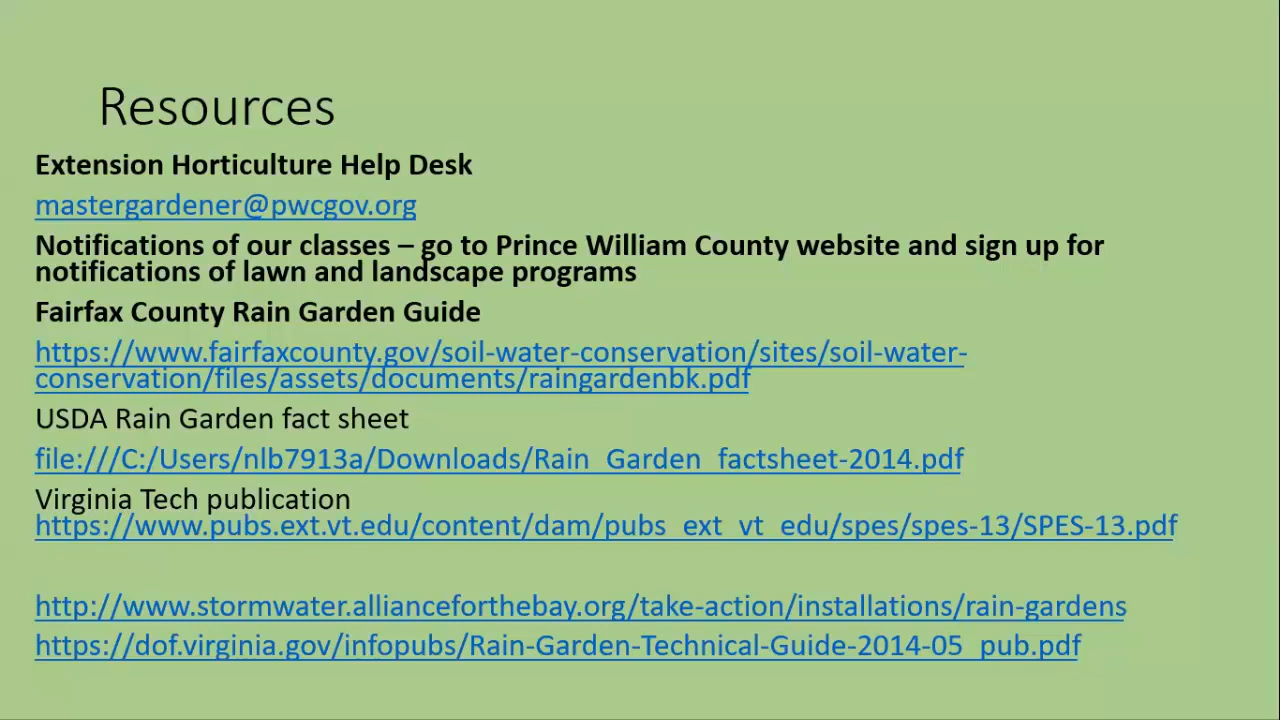 Resources
Extension Horticulture Help Desk
mastergardener@pwcgov.org
Notifications of our classes – go to Prince William County website and sign up for
notifications of lawn and landscape programs
Fairfax County Rain Garden Guide
https://www.fairfaxcounty.gov/soil-water-conservation/sites/soil-water-
conservation/files/assets/documents/raingardenbk.pdf
USDA Rain Garden fact sheet
file:///C:/Users/nlb7913a/Downloads/Rain_Garden_factsheet-2014.pdf
Virginia Tech publication
https://www.pubs.ext.vt.edu/content/dam/pubs_ext_vt_edu/spes/spes-13/SPES-13.pdf
http://www.stormwater.allianceforthebay.org/take-action/installations/rain-gardens
https://dof.virginia.gov/infopubs/Rain-Garden-Technical-Guide-2014-05_pub.pdf